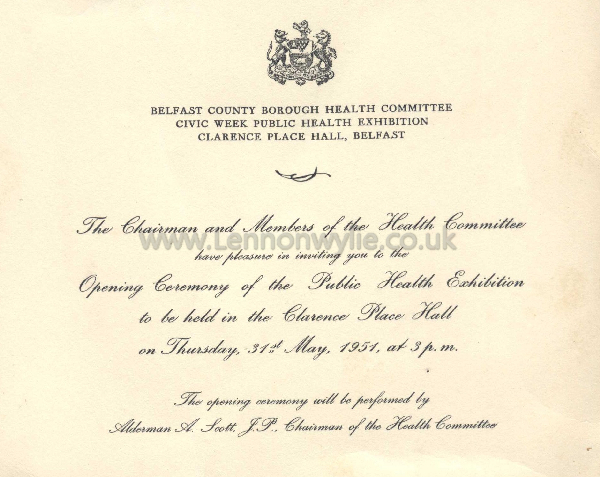 BELFAST COUNTY BOROUGH HEALTH COMMITTEE
CIVIC WEEK PUBLIC HEALTH EXHIBITION
CLARENCE PLACE HALL, BELFAST
The Chairman and Members of the Health Committee
www.Lennonwylie.co.uk
have pleasure in inviting you to the
Opening Ceremony of the Public Health Exhibition
to be held in the Clarence Place Hall
on Thursday, 31st May, 1951, at 3 p.m.
The opening ceremony will be performed by
Alderman A. Scott, J.P., Chairman of the Health Committee